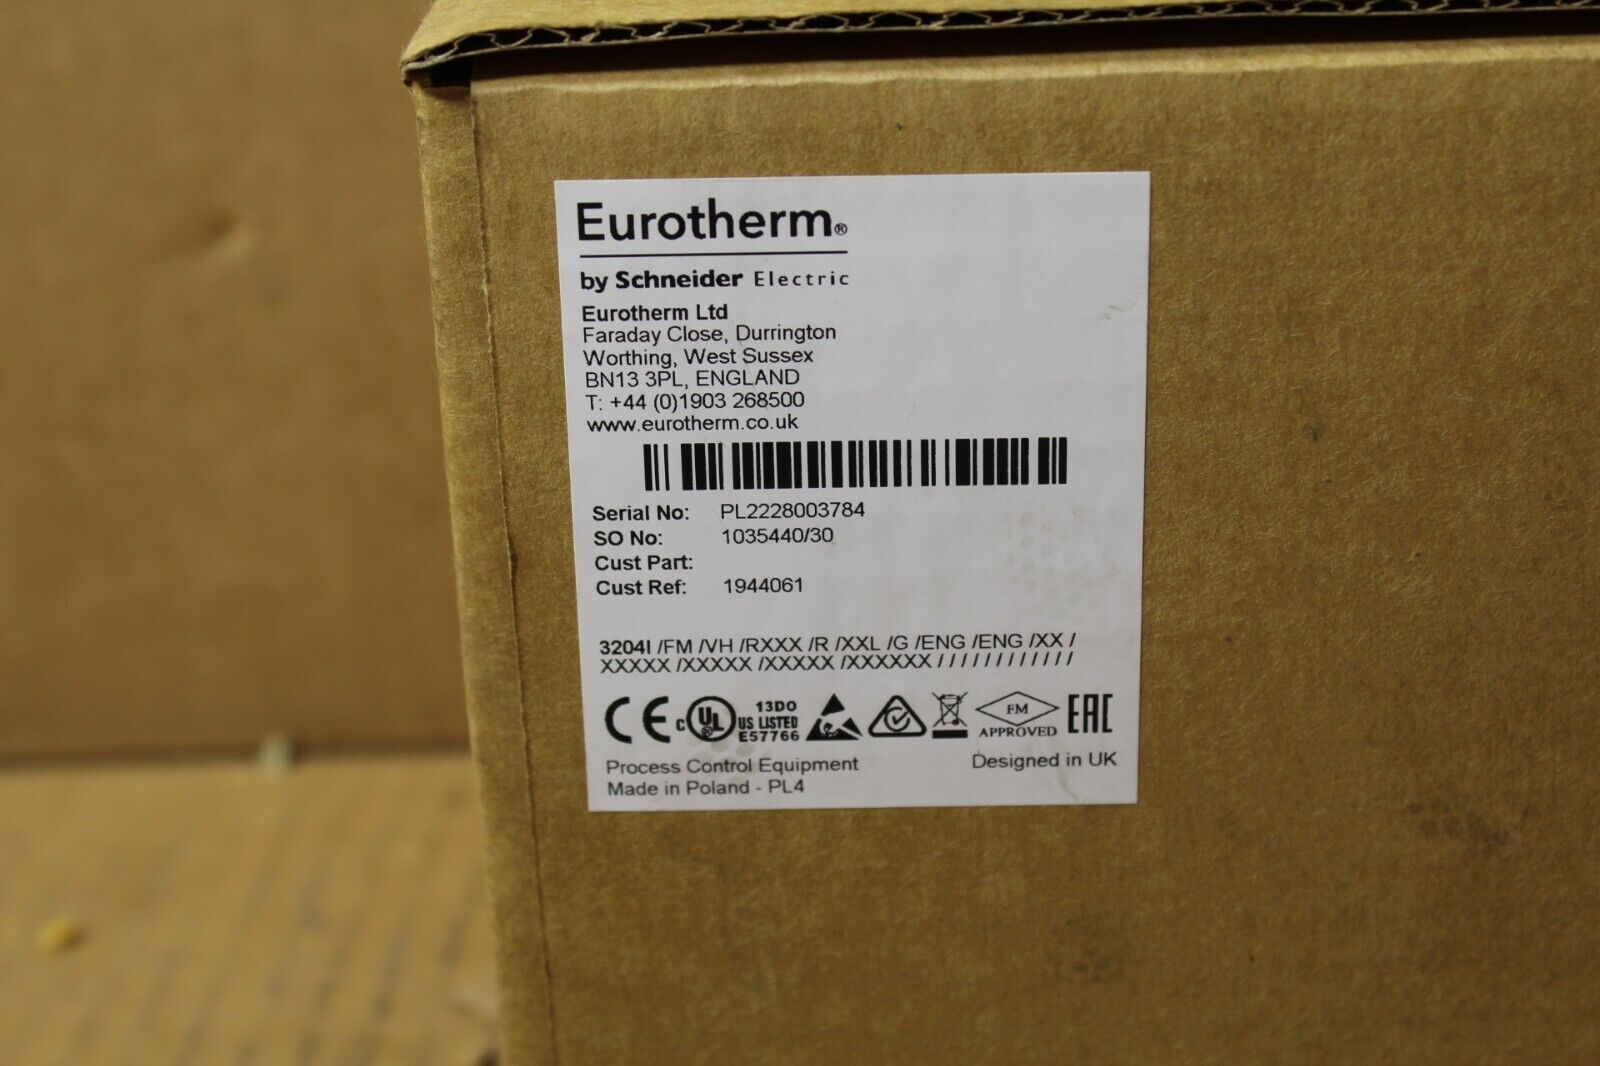 Eurotherm®
by Schneider Electric
Eurotherm Ltd
Faraday Close, Durrington
Worthing, West Sussex
BN13 3PL, ENGLAND
T: +44 (0)1903 268500
www.eurotherm.co.uk
Serial No: PL2228003784
SO No: 1035440/30
Cust Part:
Cust Ref: 1944061
3204I /FM /VH /RXXX /R /XXL /G /ENG /ENG /XX /
XXXXX /XXXXX /XXXXX /XXXXXX / / / / / / / / / / / /
CE c UL® US LISTED 13DO E57766 FM APPROVED EAC
Process Control Equipment Designed in UK
Made in Poland - PL4